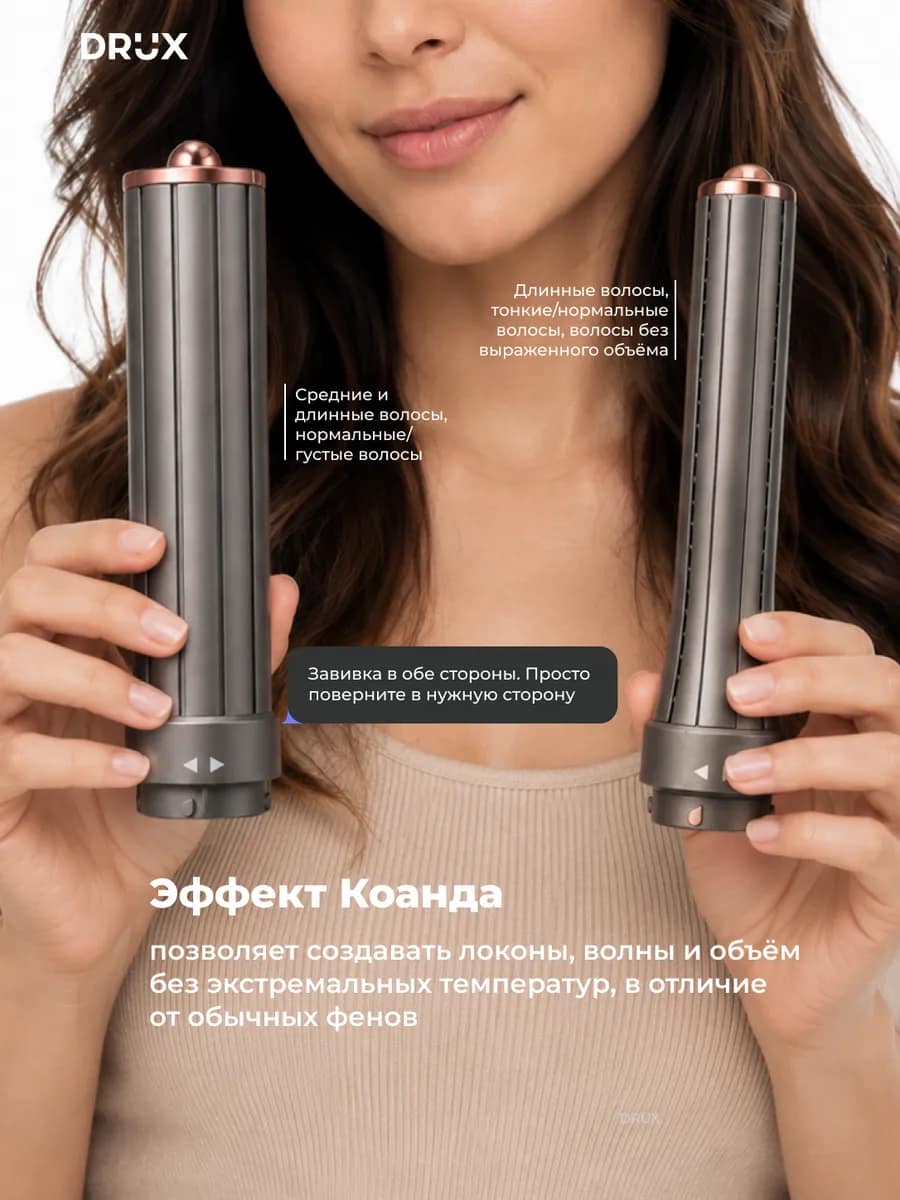 DRUX
Длинные волосы,
тонкие/нормальные
волосы, волосы без
выраженного объёма
Средние и
длинные волосы,
нормальные/
густые волосы
Завивка в обе стороны. Просто
поверните в нужную сторону
Эффект Коанда
позволяет создавать локоны, волны и объём
без экстремальных температур, в отличие
от обычных фенов
DRUX